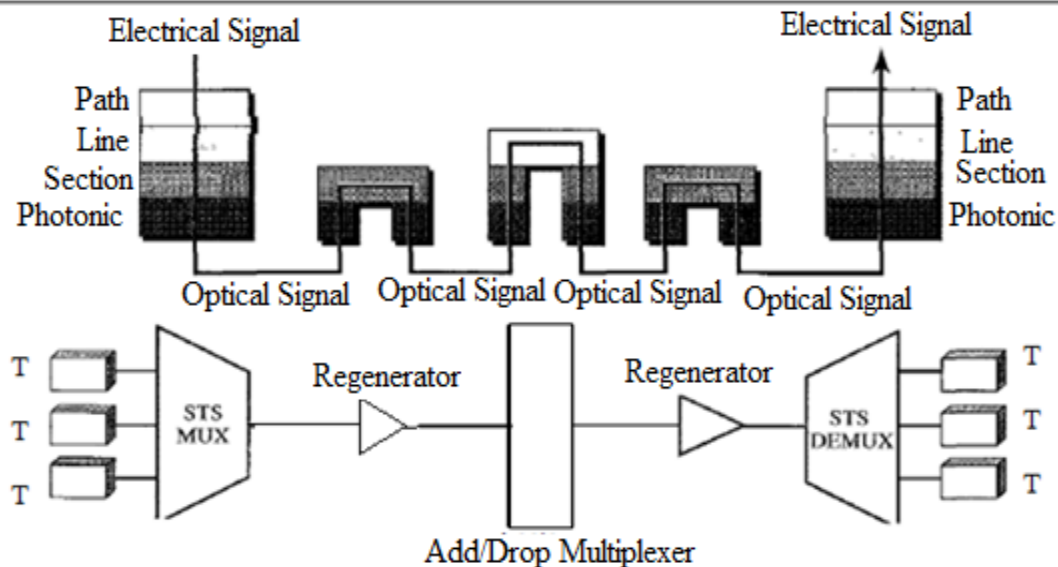 Electrical Signal
Electrical Signal
Path
Path
Line
Line
Section
Section
Photonic
Photonic
Optical Signal
Optical Signal
Optical Signal
Optical Signal
Regenerator
Regenerator
T
T
T
STS
MUX
STS
DEMUX
T
T
T
Add/Drop Multiplexer